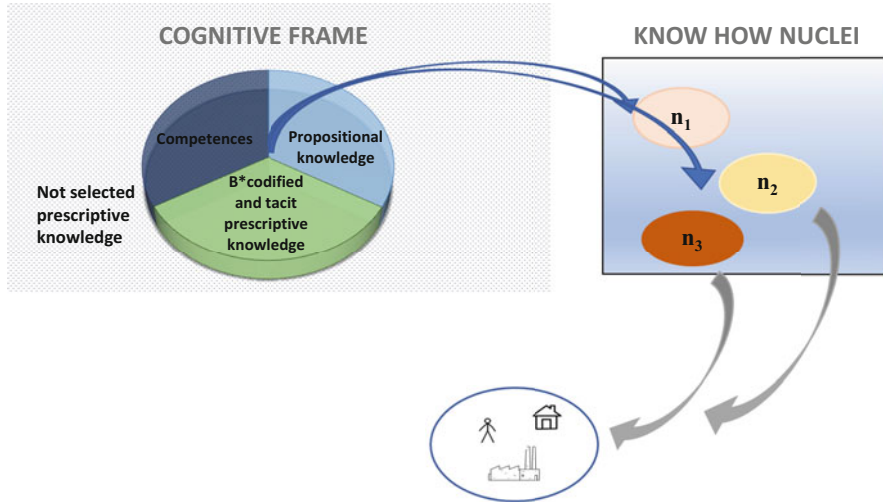 COGNITIVE FRAME
KNOW HOW NUCLEI
Competences
Propositional
knowledge
B*codified
and tacit
prescriptive
knowledge
Not selected
prescriptive
knowledge
n1
n2
n3